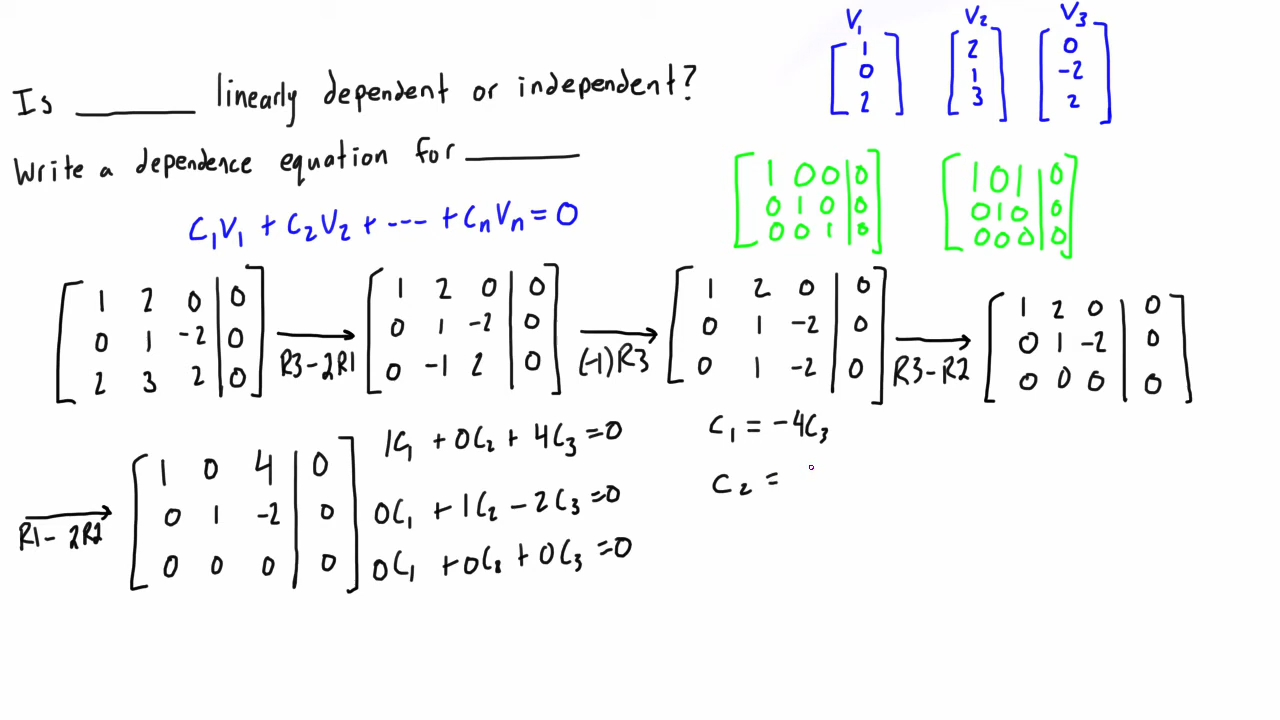 V₁ V₂ V₃
Is ______ linearly dependent or independent?
[1 0 2] [2 1 3] [0 -2 2]
Write a dependence equation for ______
C₁V₁ + C₂V₂ + ---- + CₙVₙ = 0
1 0 0 | 0
0 1 0 | 0
0 0 1 | 0
1 0 1 | 0
0 1 0 | 0
0 0 0 | 0
1 2 0 | 0
0 1 -2 | 0
2 3 2 | 0
R3-2R1
1 2 0 | 0
0 1 -2 | 0
0 -1 2 | 0
(-1)R3
1 2 0 | 0
0 1 -2 | 0
0 1 -2 | 0
R3-R2
1 2 0 | 0
0 1 -2 | 0
0 0 0 | 0
R1-2R2
1 0 4 | 0
0 1 -2 | 0
0 0 0 | 0
1C₁ + 0C₂ + 4C₃ = 0
0C₁ + 1C₂ - 2C₃ = 0
0C₁ + 0C₂ + 0C₃ = 0
C₁ = -4C₃
C₂ =